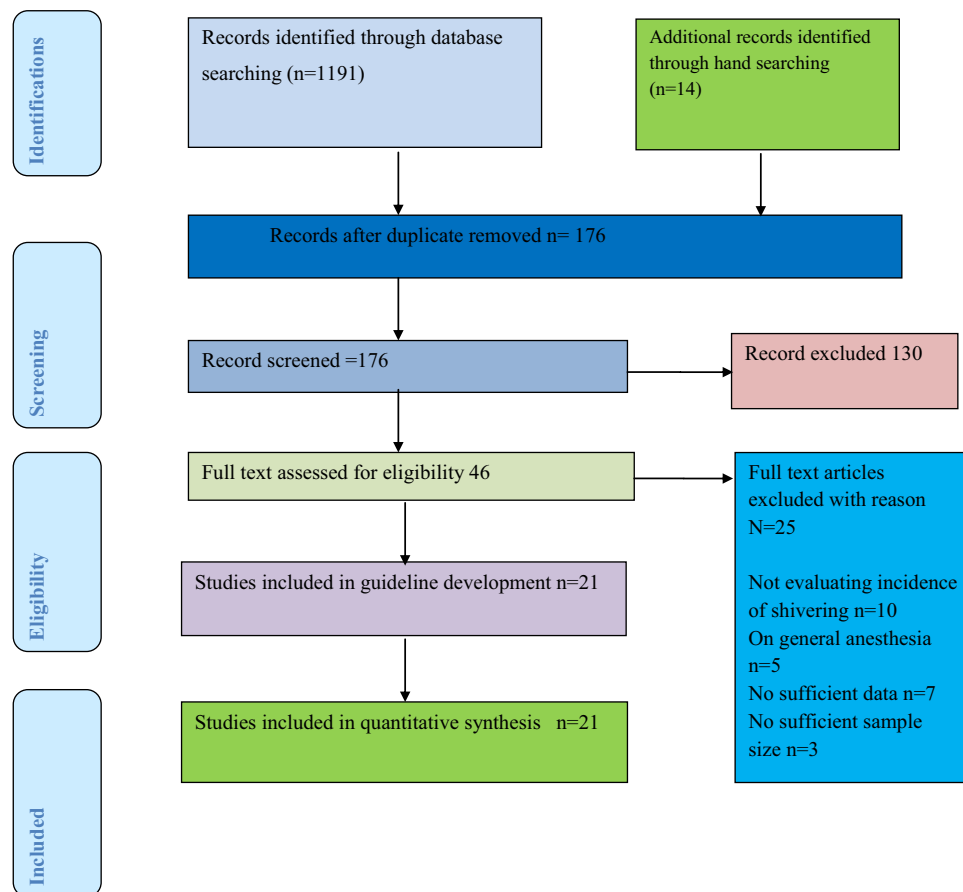 Identifications
Records identified through database
searching (n=1191)
Additional records identified
through hand searching
(n=14)
Records after duplicate removed n= 176
Screening
Record screened =176
Record excluded 130
Eligibility
Full text assessed for eligibility 46
Full text articles
excluded with reason
N=25
Not evaluating incidence
of shivering n=10
On general anesthesia
n=5
No sufficient data n=7
No sufficient sample
size n=3
Studies included in guideline development n=21
Included
Studies included in quantitative synthesis n=21